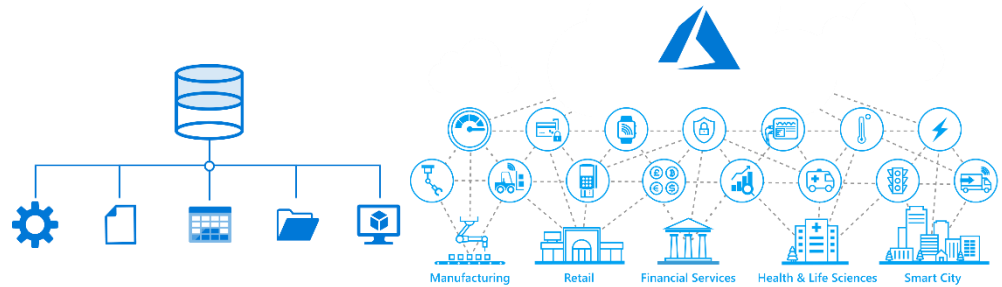 Manufacturing
Retail
Financial Services
Health & Life Sciences
Smart City